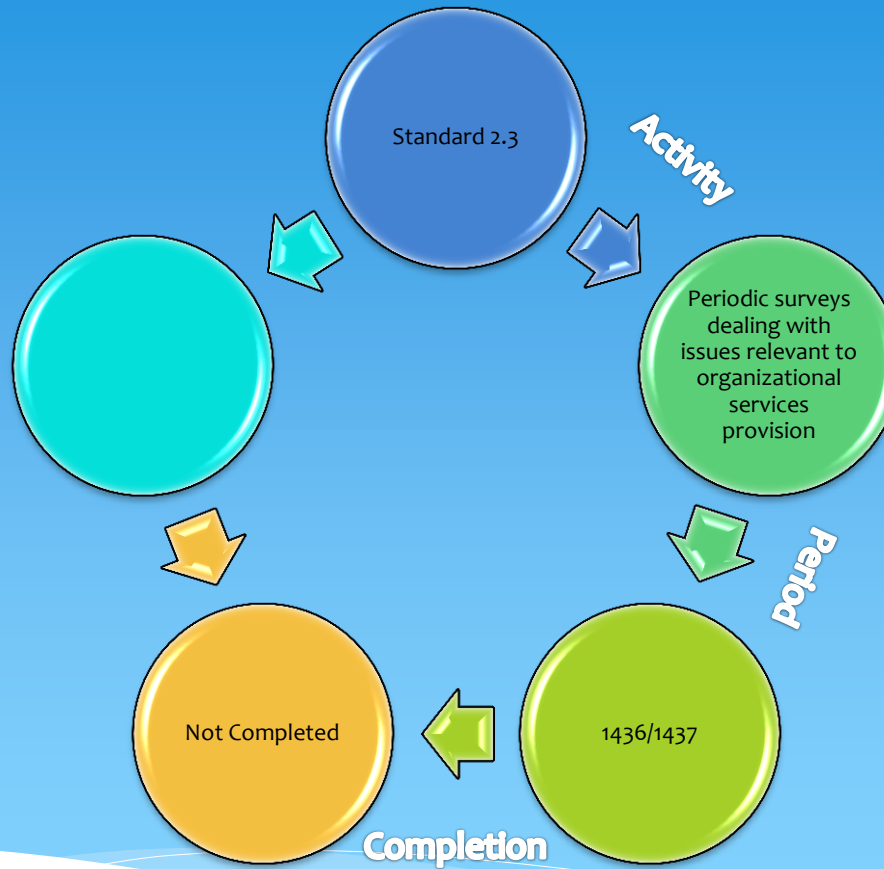 Standard 2.3
Activity
Periodic surveys
dealing with
issues relevant to
organizational
services
provision
Period
1436/1437
Completion
Not Completed